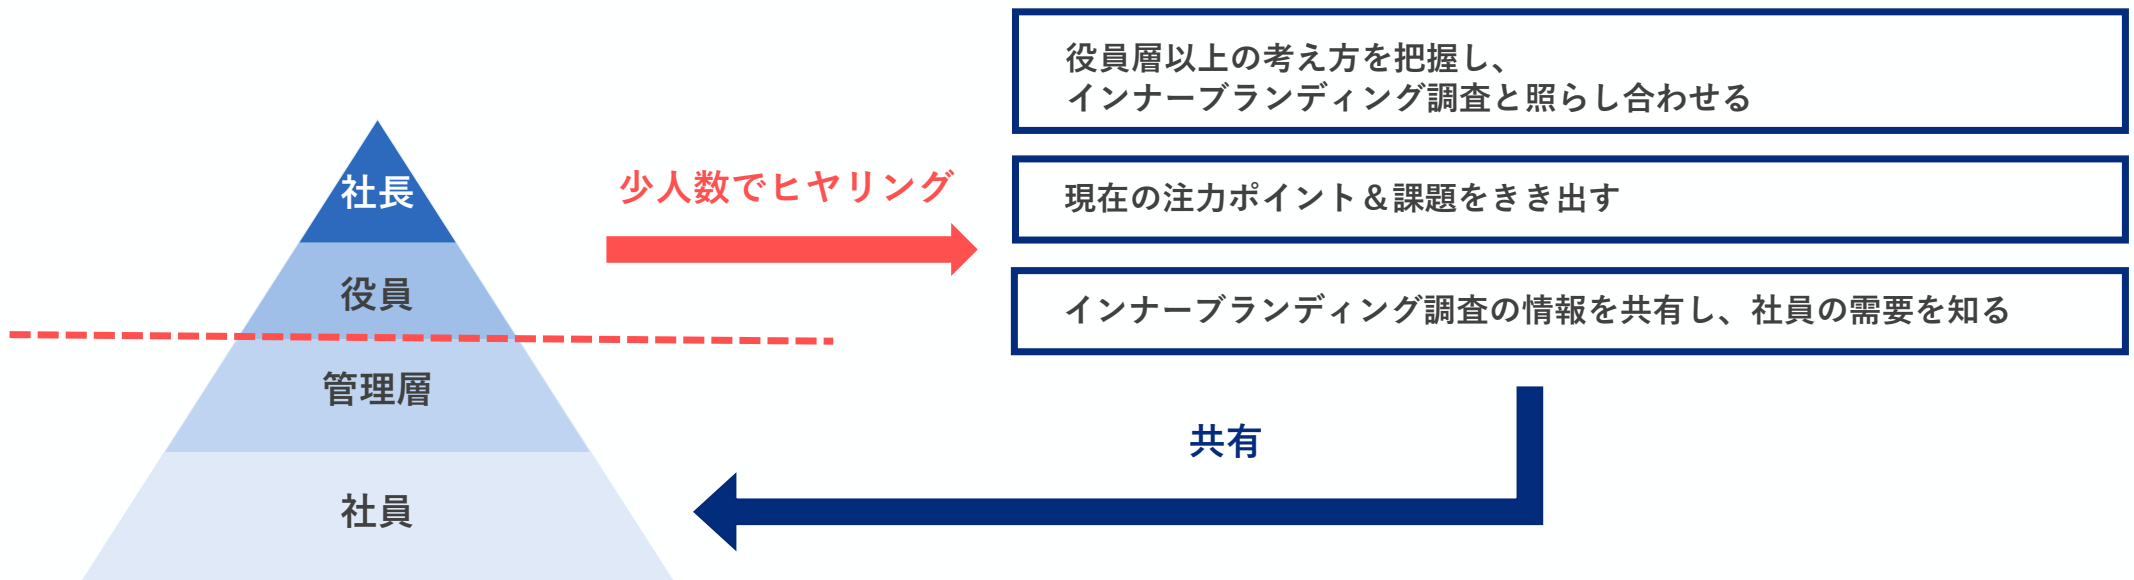 社長
役員
管理層
社員
少人数でヒヤリング
役員層以上の考え方を把握し、
インナーブランディング調査と照らし合わせる
現在の注力ポイント＆課題をきき出す
インナーブランディング調査の情報を共有し、社員の需要を知る
共有